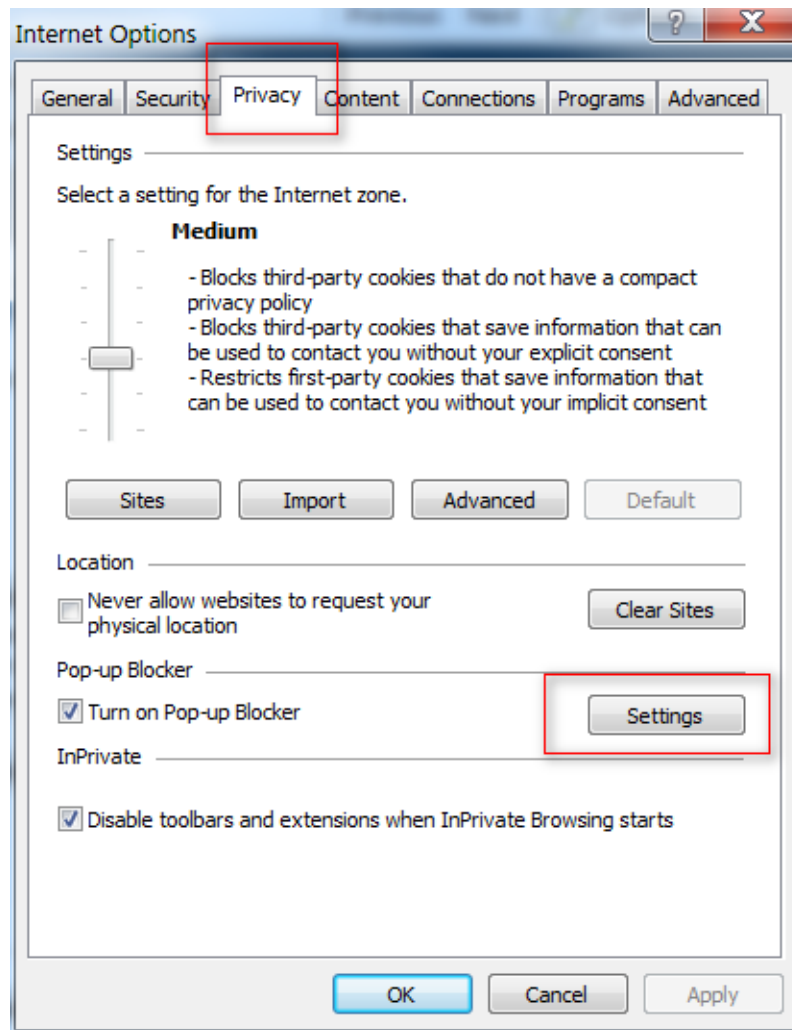 Internet Options
General Security Privacy Content Connections Programs Advanced
Settings
Select a setting for the Internet zone.
Medium
- Blocks third-party cookies that do not have a compact
privacy policy
- Blocks third-party cookies that save information that can
be used to contact you without your explicit consent
- Restricts first-party cookies that save information that
can be used to contact you without your implicit consent
Sites Import Advanced Default
Location
Never allow websites to request your
physical location
Clear Sites
Pop-up Blocker
Turn on Pop-up Blocker
Settings
InPrivate
Disable toolbars and extensions when InPrivate Browsing starts
OK Cancel Apply